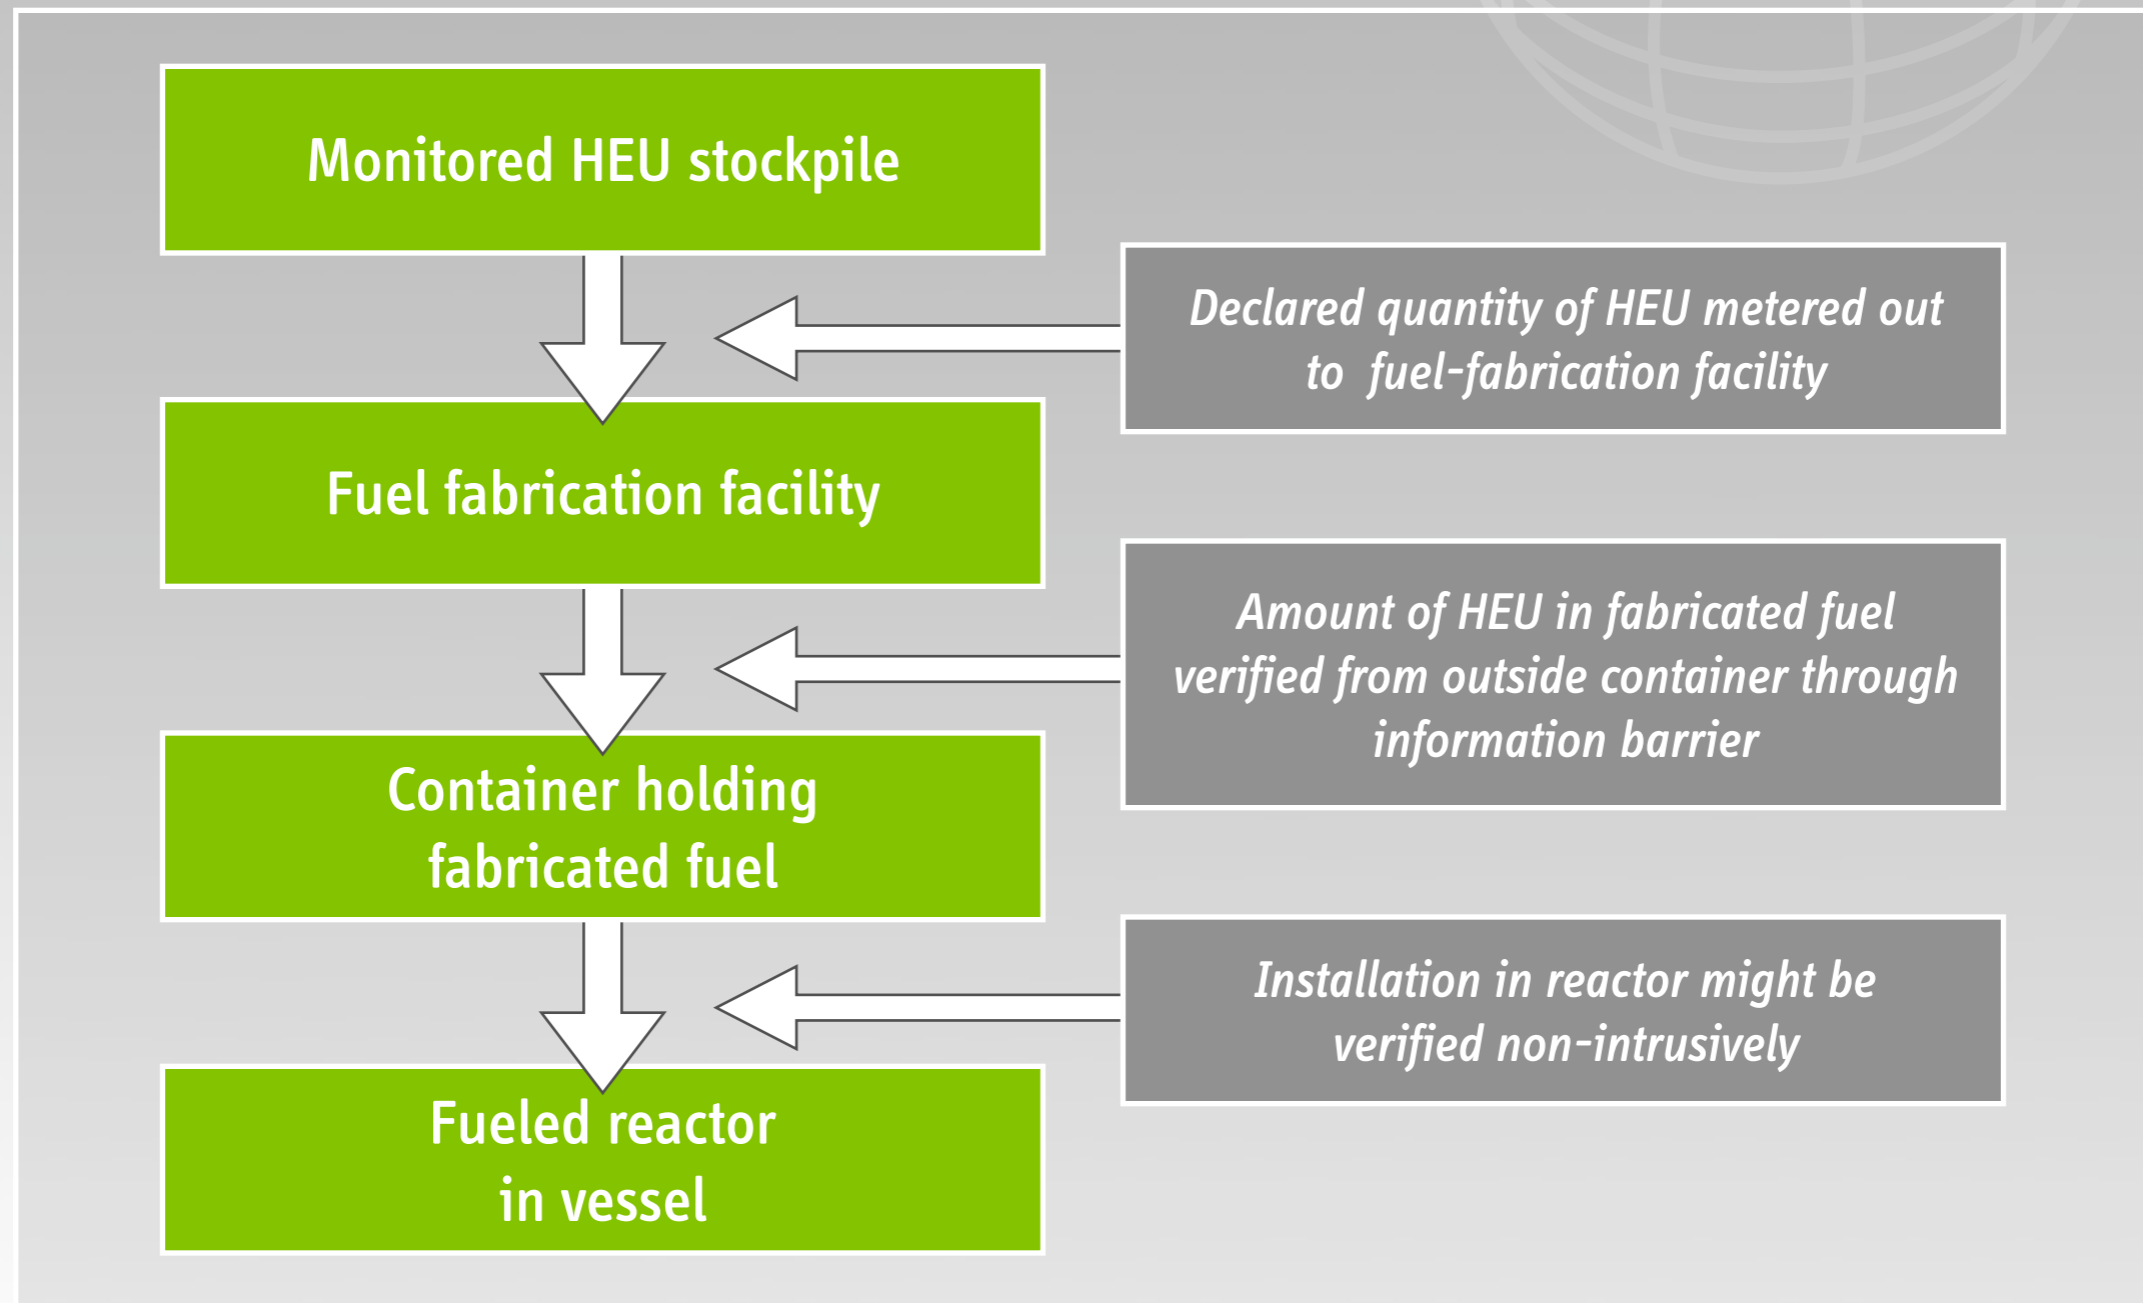 Monitored HEU stockpile
Declared quantity of HEU metered out
to fuel-fabrication facility
Fuel fabrication facility
Amount of HEU in fabricated fuel
verified from outside container through
information barrier
Container holding
fabricated fuel
Installation in reactor might be
verified non-intrusively
Fueled reactor
in vessel